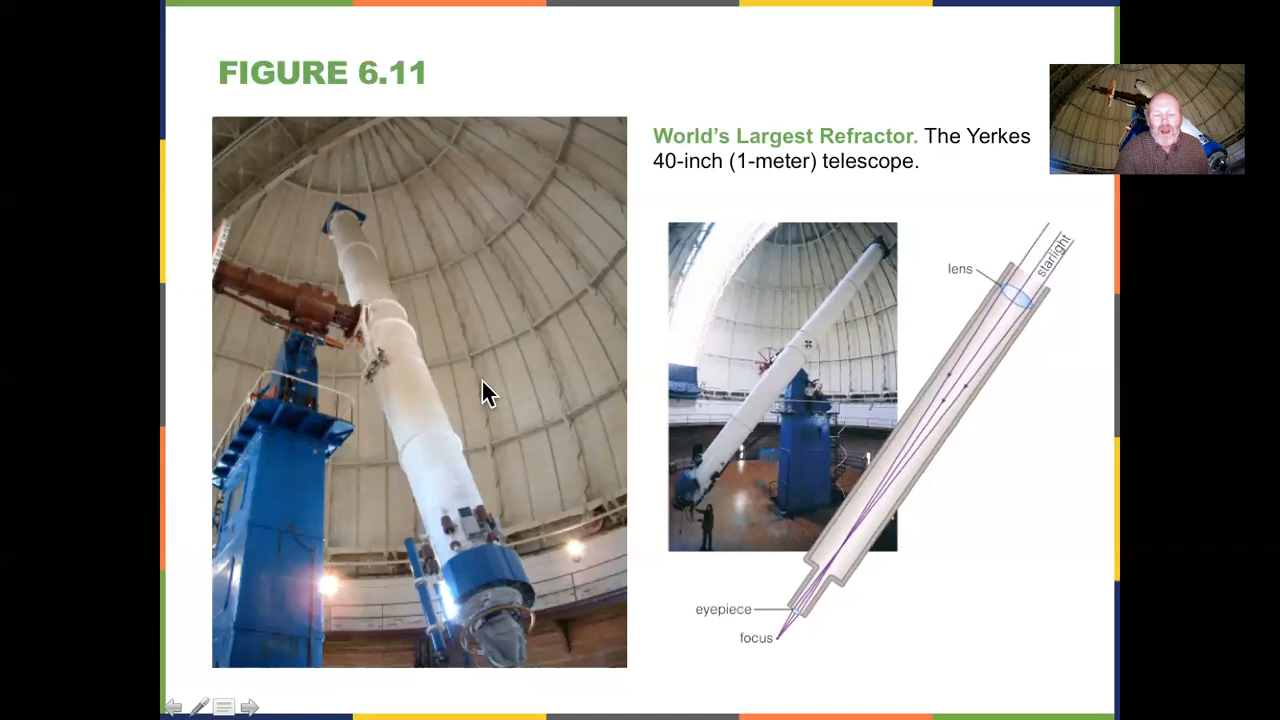 FIGURE 6.11
World’s Largest Refractor. The Yerkes
40-inch (1-meter) telescope.
starlight
lens
eyepiece
focus